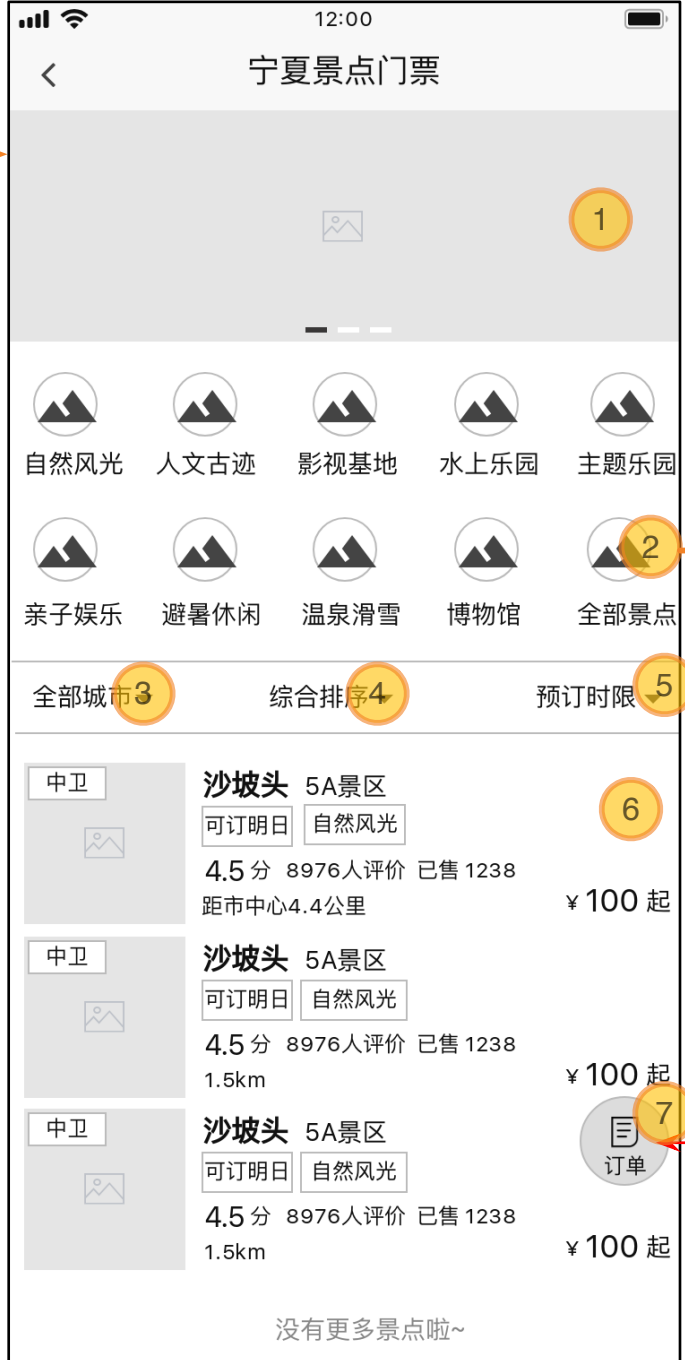 12:00
宁夏景点门票
1
自然风光 人文古迹 影视基地 水上乐园 主题乐园
2
亲子娱乐 避暑休闲 温泉滑雪 博物馆 全部景点
全部城市 3 综合排序 4 预订时限 5
中卫 沙坡头 5A景区
可订明日 自然风光 6
4.5 分 8976人评价 已售 1238
距市中心4.4公里 ¥ 100 起
中卫 沙坡头 5A景区
可订明日 自然风光
4.5 分 8976人评价 已售 1238
1.5km ¥ 100 起
7
中卫 沙坡头 5A景区
可订明日 自然风光 订单
4.5 分 8976人评价 已售 1238
1.5km ¥ 100 起
没有更多景点啦~